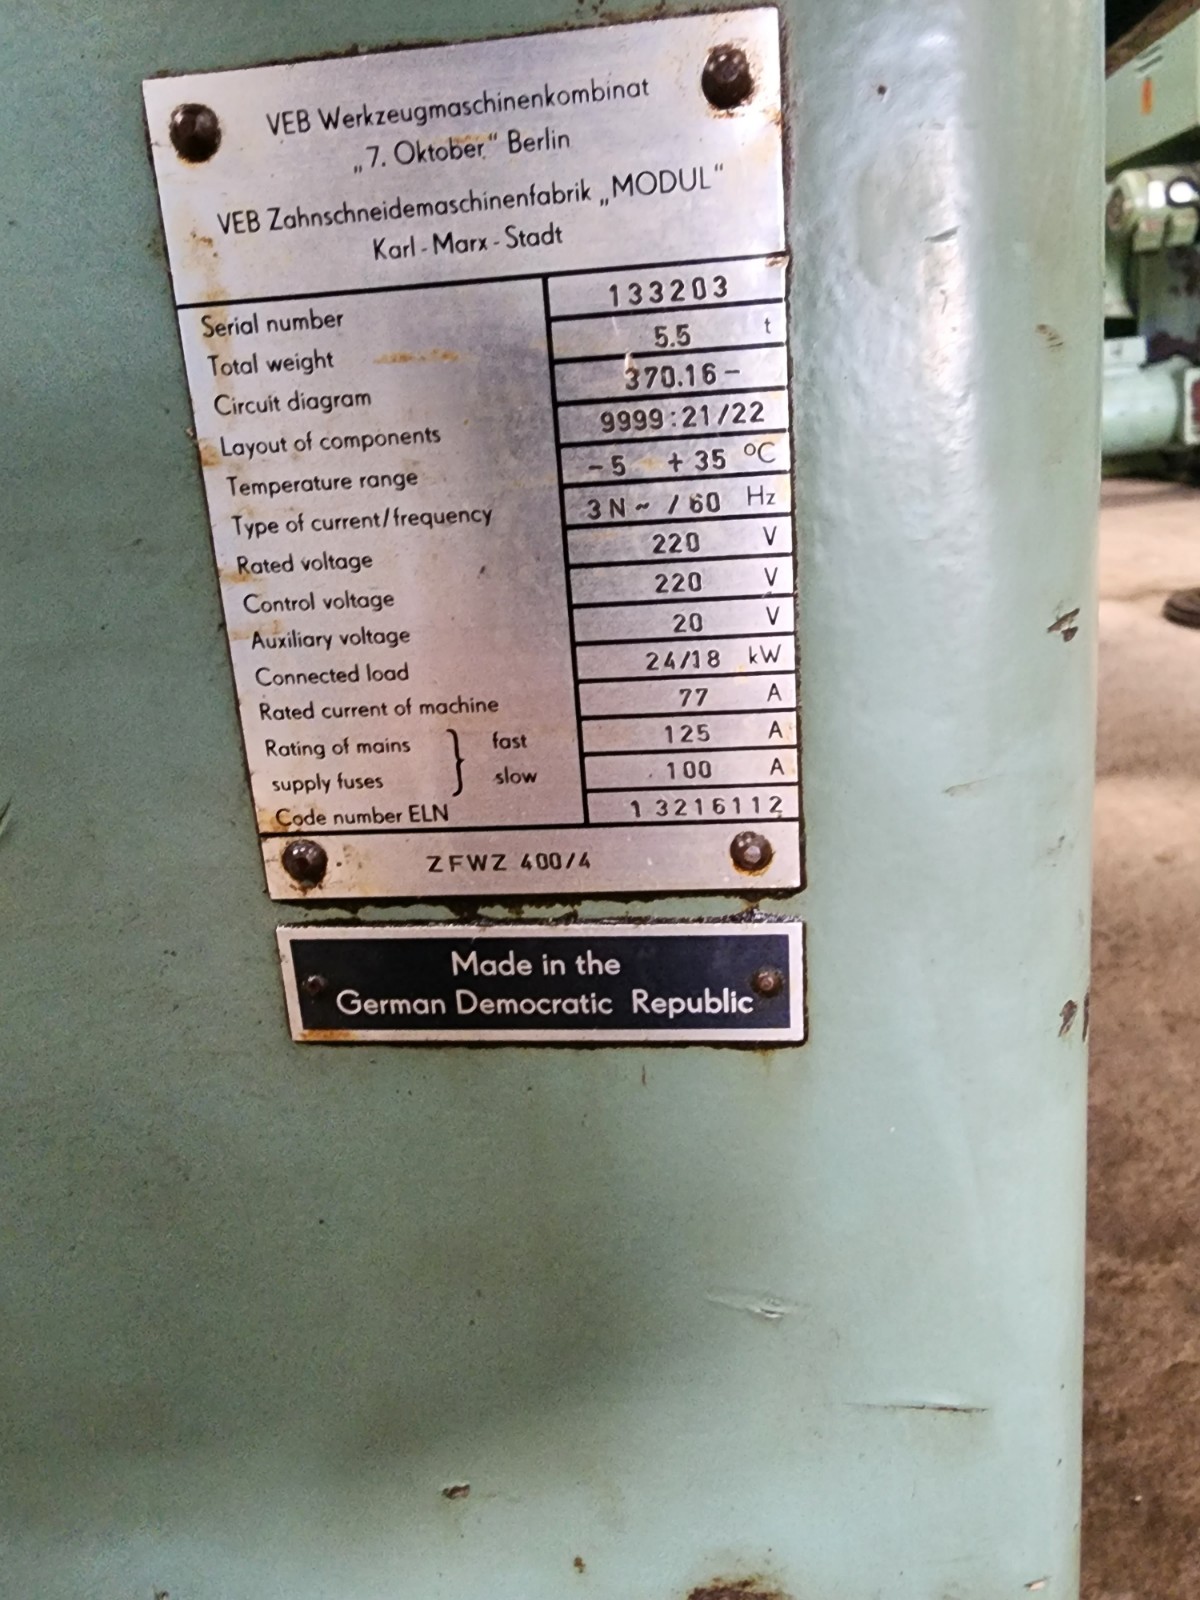 VEB Werkzeugmaschinenkombinat
„7. Oktober“ Berlin
VEB Zahnschneidemaschinenfabrik „MODUL“
Karl-Marx-Stadt
Serial number 133203
Total weight 5.5 t
Circuit diagram 370.16-
Layout of components 9999:21/22
Temperature range -5 +35 °C
Type of current/frequency 3N~ / 60 Hz
Rated voltage 220 V
Control voltage 220 V
Auxiliary voltage 20 V
Connected load 24/18 kW
Rated current of machine 77 A
Rating of mains } fast 125 A
supply fuses slow 100 A
Code number ELN 1 3216112
ZFWZ 400/4
Made in the
German Democratic Republic